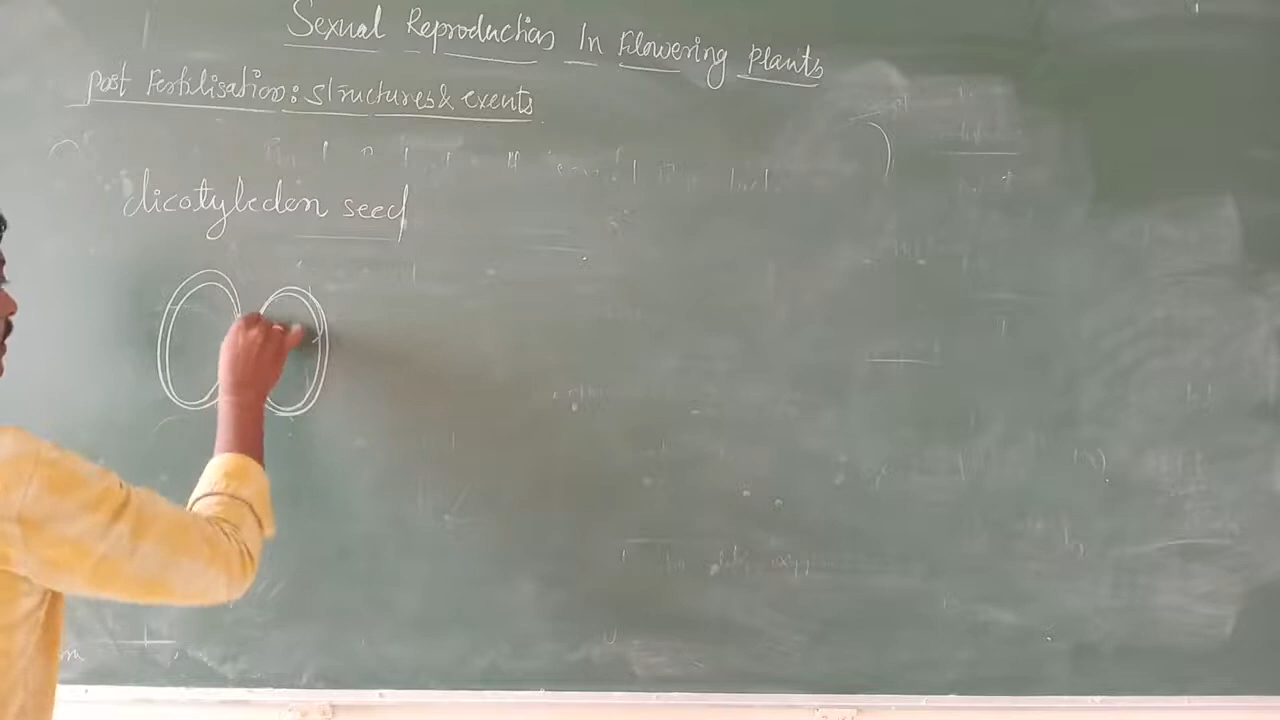 Sexual Reproduction In Flowering Plants
Post Fertilisation: structures & events
dicotyledon seed